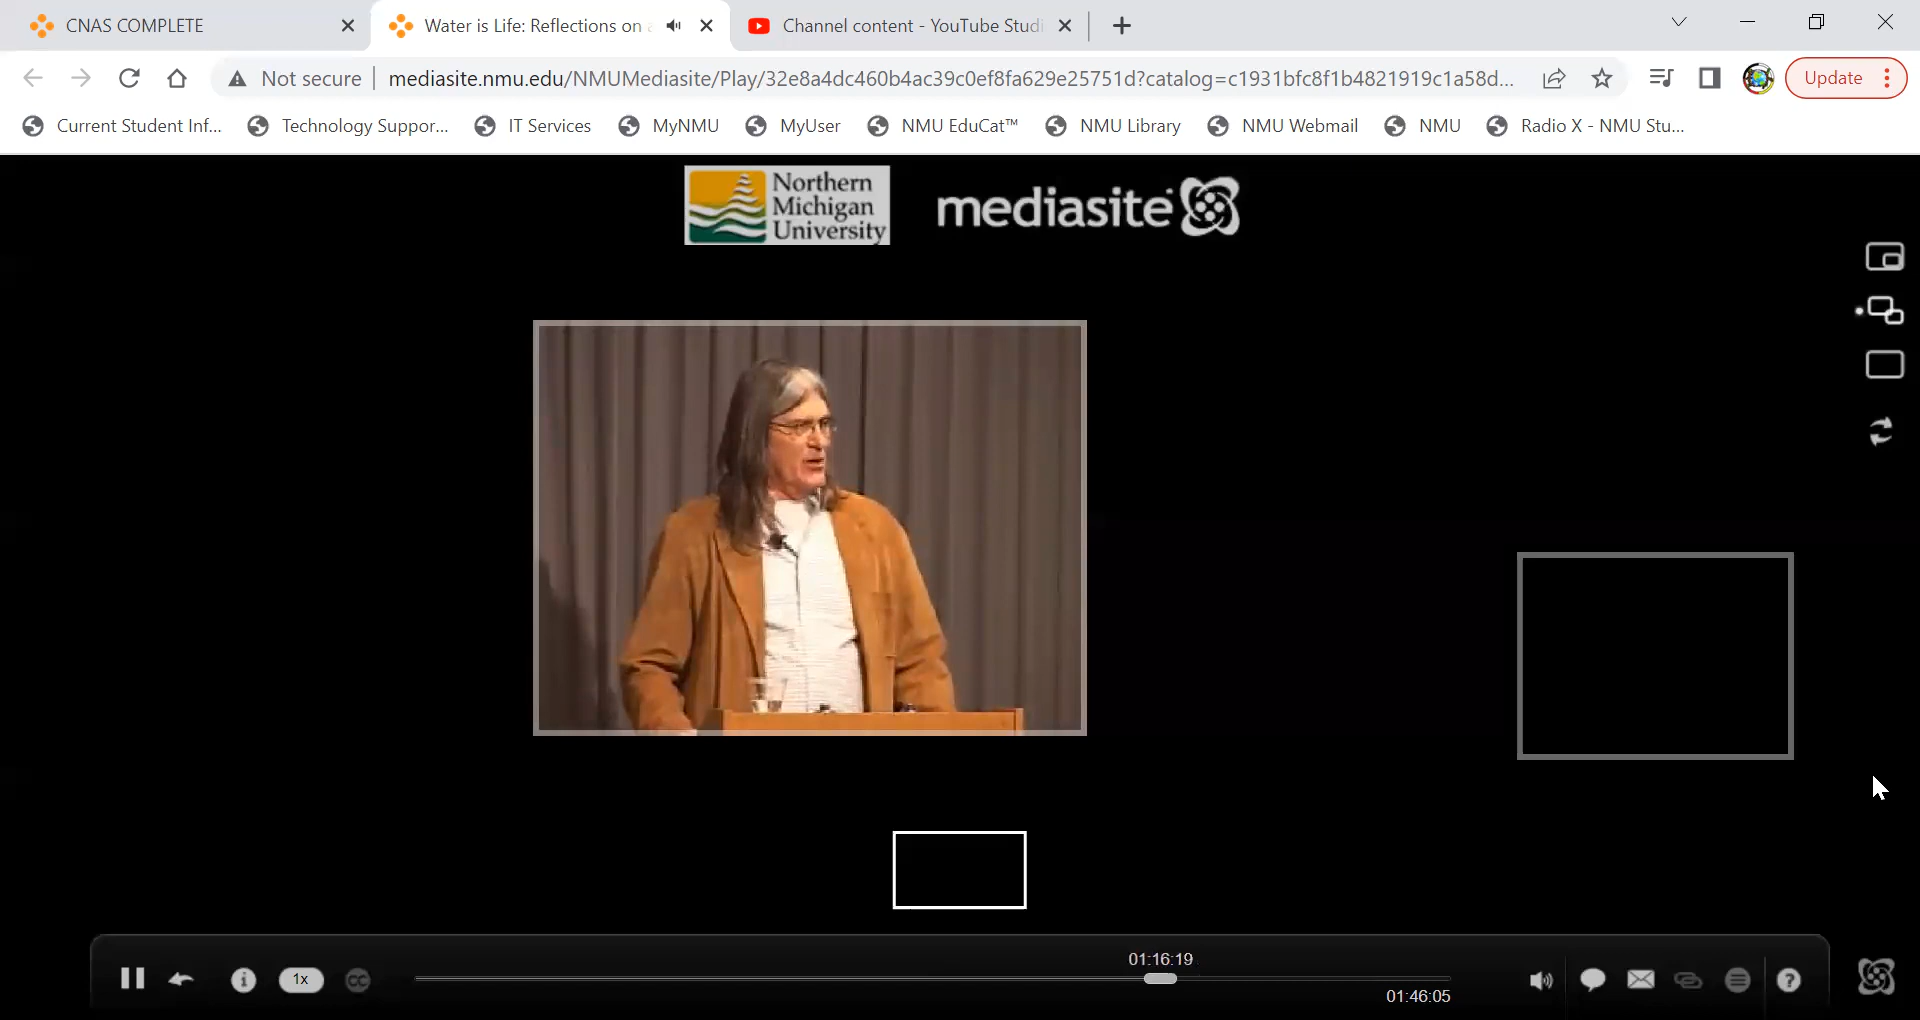 CNAS COMPLETE
Water is Life: Reflections on
Channel content - YouTube Studi
Not secure
mediasite.nmu.edu/NMUMediasite/Play/32e8a4dc460b4ac39c0ef8fa629e25751d?catalog=c1931bfc8f1b4821919c1a58d...
Update
Current Student Inf...
Technology Suppor...
IT Services
MyNMU
MyUser
NMU EduCat™
NMU Library
NMU Webmail
NMU
Radio X - NMU Stu...
Northern
Michigan
University
mediasite
01:16:19
1x
CC
01:46:05